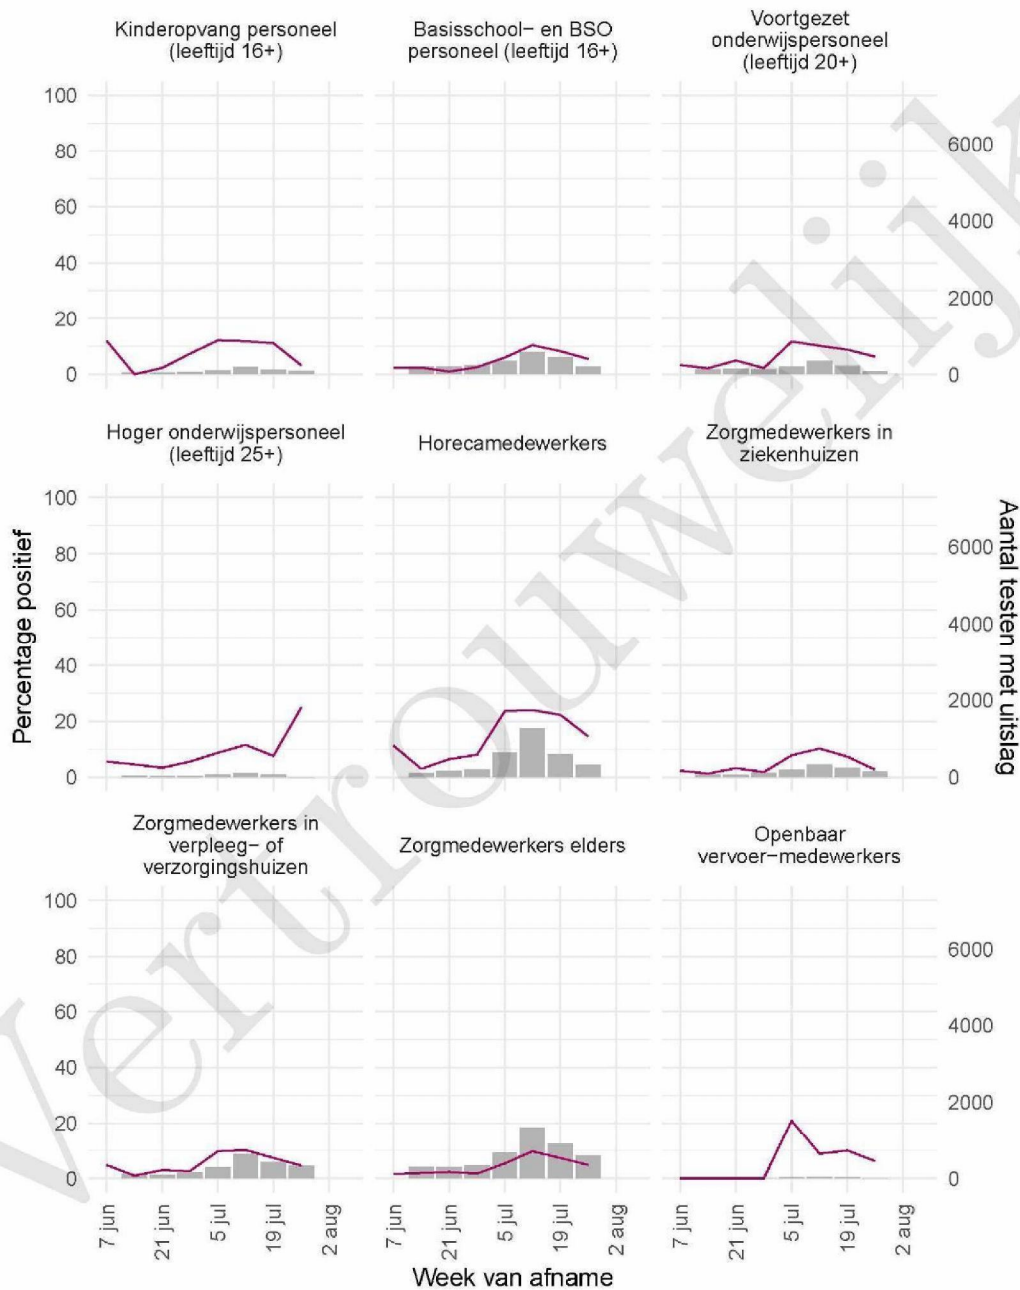 Kinderopvang personeel
(leeftijd 16+)
Basisschool− en BSO
personeel (leeftijd 16+)
Voortgezet
onderwijspersoneel
(leeftijd 20+)
100
80
60
40
20
0
6000
4000
2000
0
Hoger onderwijspersoneel
(leeftijd 25+)
Horecamedewerkers
Zorgmedewerkers in
ziekenhuizen
100
80
60
40
20
0
6000
4000
2000
0
Percentage positief
Aantal testen met uitslag
Zorgmedewerkers in
verpleeg− of
verzorgingshuizen
Zorgmedewerkers elders
Openbaar
vervoer−medewerkers
100
80
60
40
20
0
6000
4000
2000
0
7 jun
21 jun
5 jul
19 jul
2 aug
7 jun
21 jun
5 jul
19 jul
2 aug
7 jun
21 jun
5 jul
19 jul
2 aug
Week van afname
Vertrouwelijk